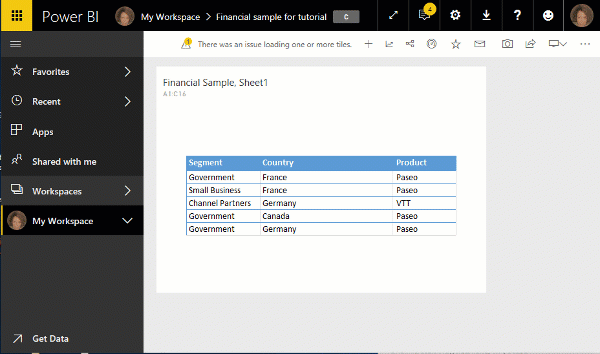 Power BI My Workspace > Financial sample for tutorial C 4 ?
There was an issue loading one or more tiles.
Favorites
Recent
Apps
Shared with me
Workspaces
My Workspace
Get Data
Financial Sample, Sheet1
A1:C16
Segment Country Product
Government France Paseo
Small Business France Paseo
Channel Partners Germany VTT
Government Canada Paseo
Government Germany Paseo